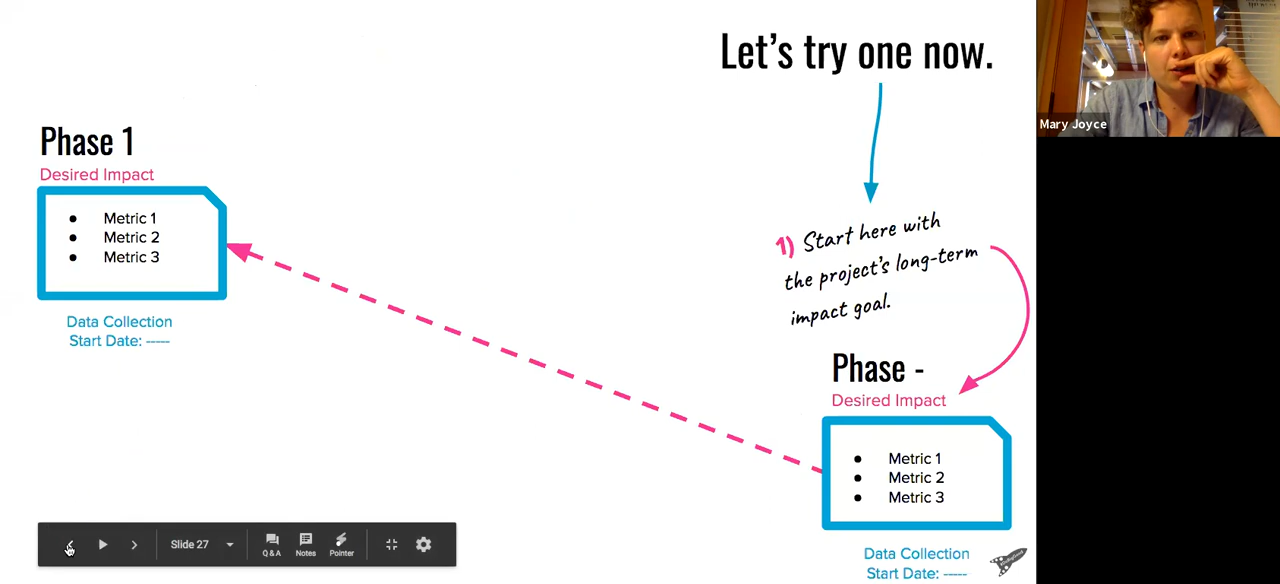 Let's try one now.
Mary Joyce
Phase 1
Desired Impact
• Metric 1
• Metric 2
• Metric 3
Data Collection
Start Date: -----
1) Start here with
the project's long-term
impact goal.
Phase -
Desired Impact
• Metric 1
• Metric 2
• Metric 3
Data Collection
Start Date: -----
Slide 27
Q & A
Notes
Pointer